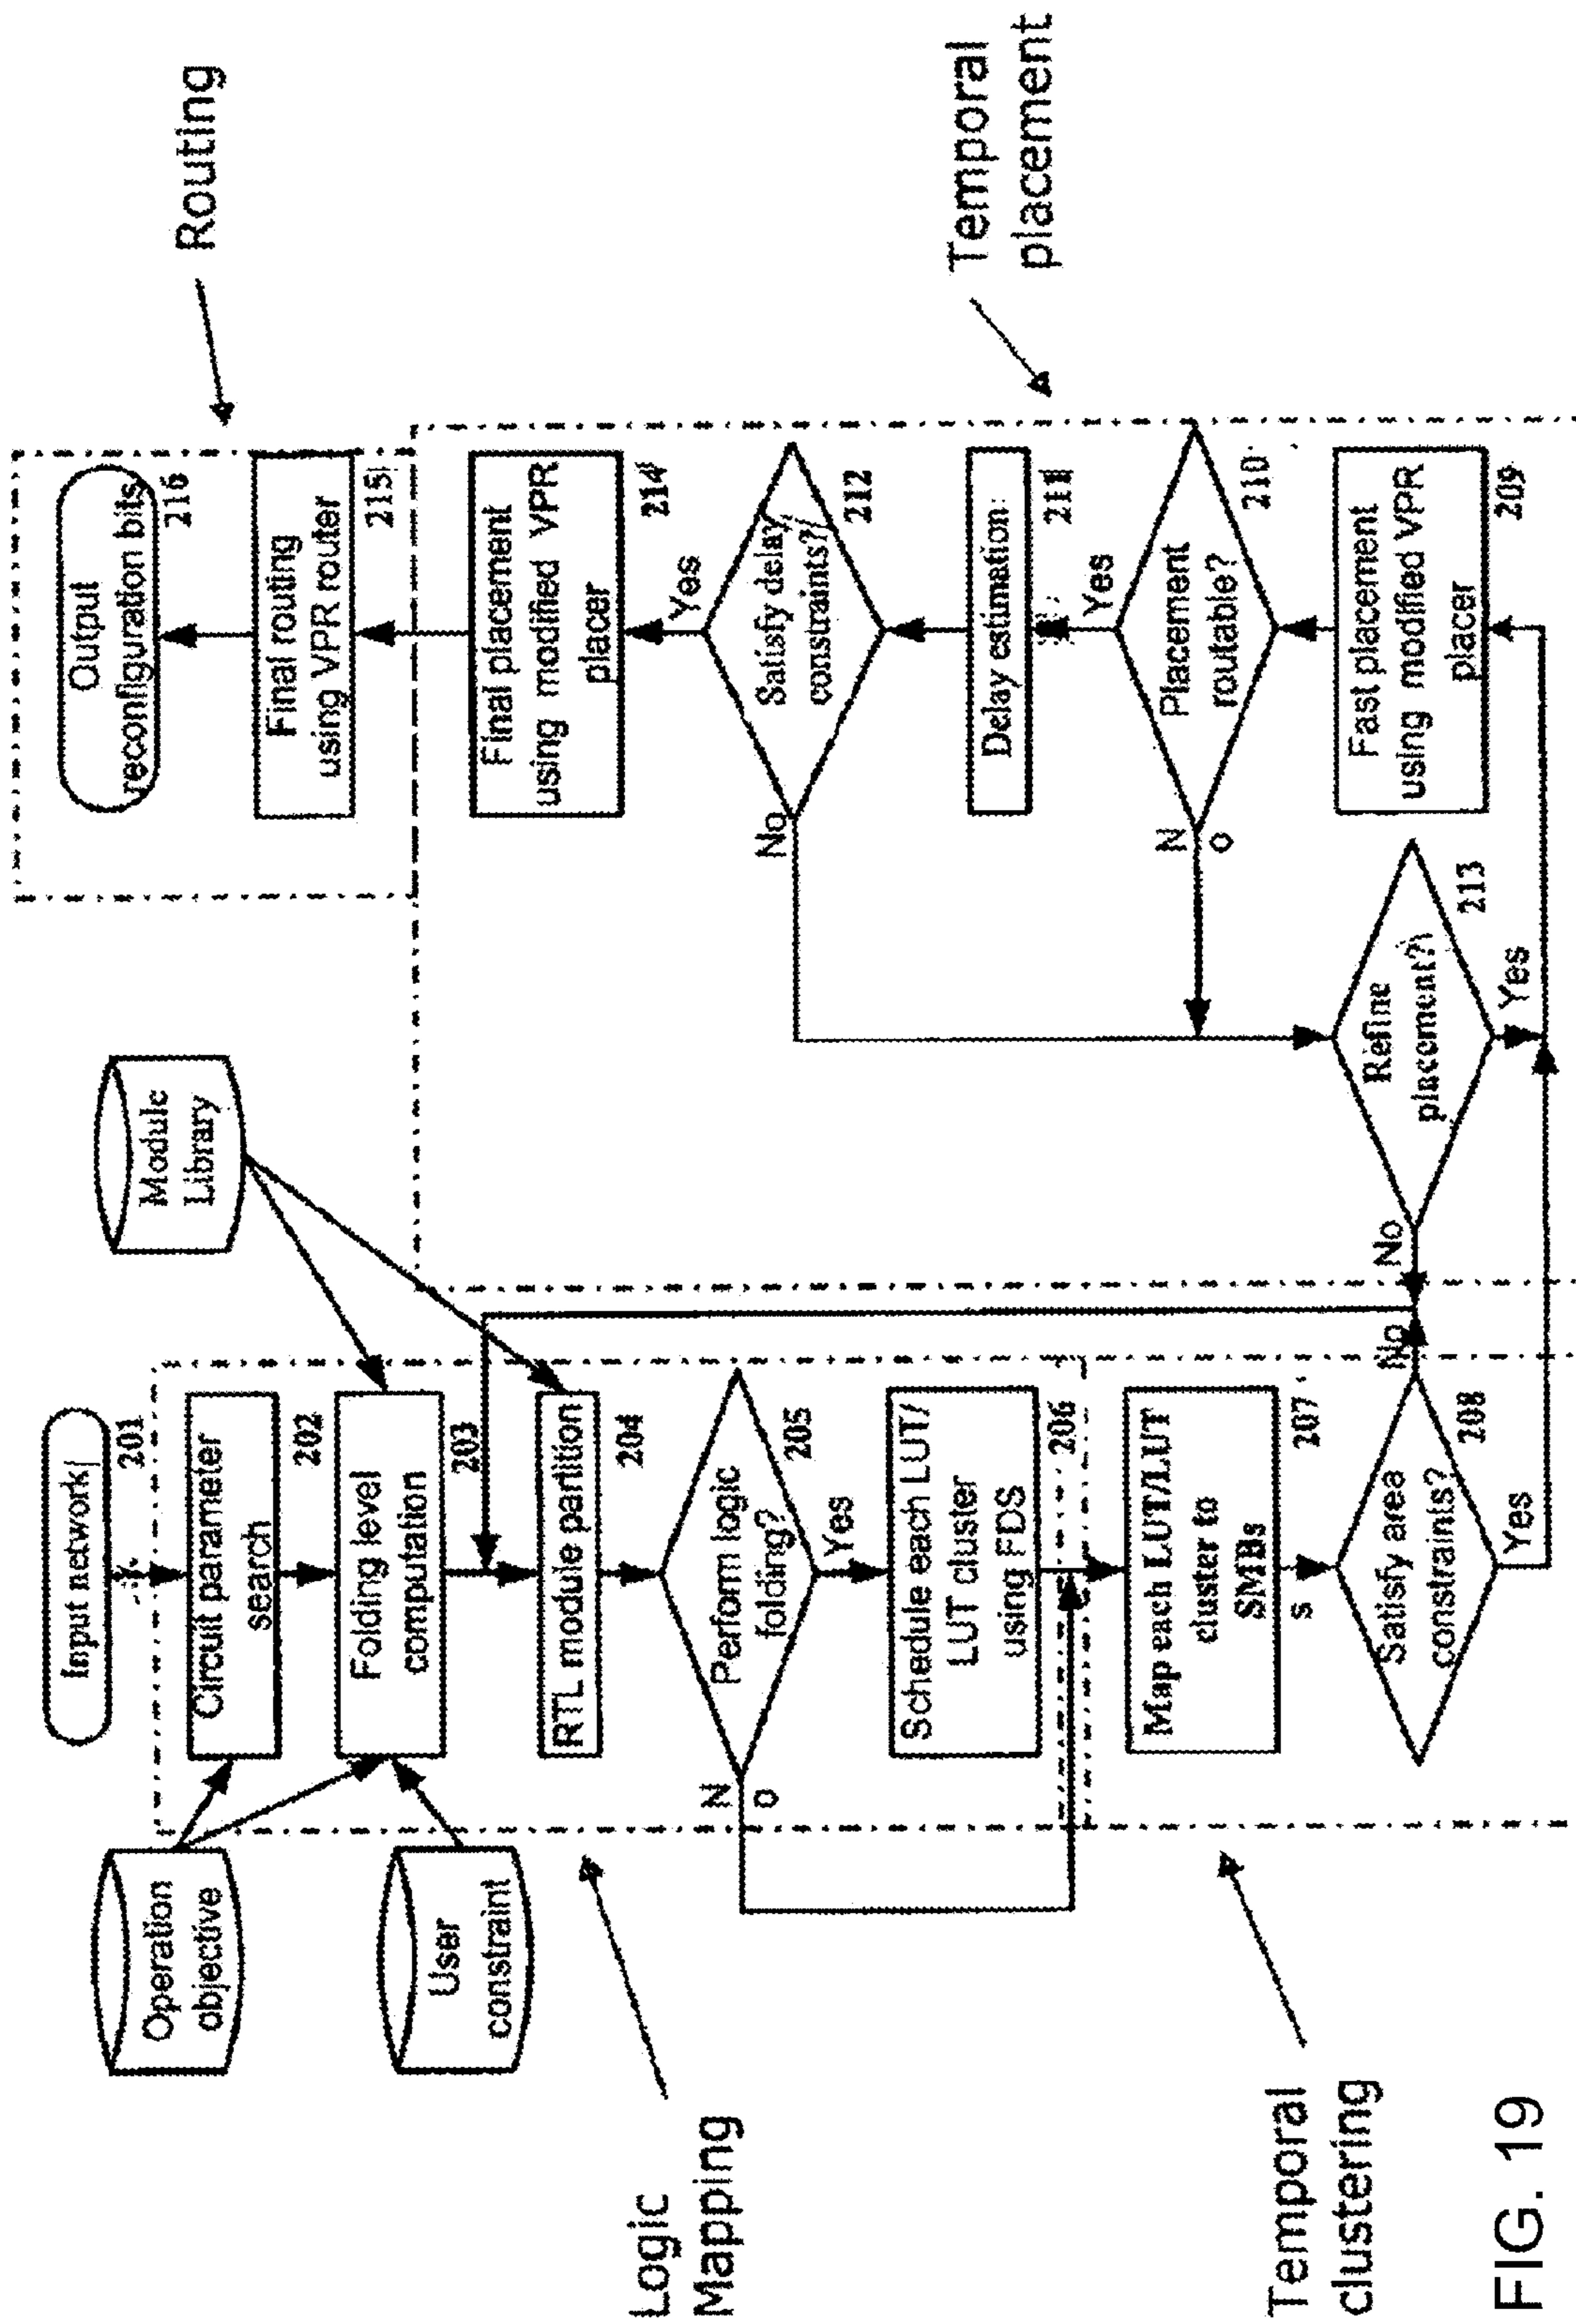 Input network
201
Operation
objective
Circuit parameter
search
202
Module
Library
User
constraint
Folding level
computation
203
RTL module partition
204
Logic
Mapping
Perform logic
folding?
205
N
o
Yes
Schedule each LUT/
LUT cluster
using FDS
206
Map each LUT/LUT
cluster to
SMBs
s
207
Temporal
clustering
Satisfy area
constraints?
208
No
Yes
Output
reconfiguration bits
216
Routing
Final routing
using VPR router
215
Final placement
using modified VPR
placer
214
Yes
Satisfy delay
constraints?
212
No
Temporal
placement
Delay estimation
211
Yes
Placement
routable?
210
N
o
Fast placement
using modified VPR
placer
209
Refine
placement?
213
No
Yes
FIG. 19